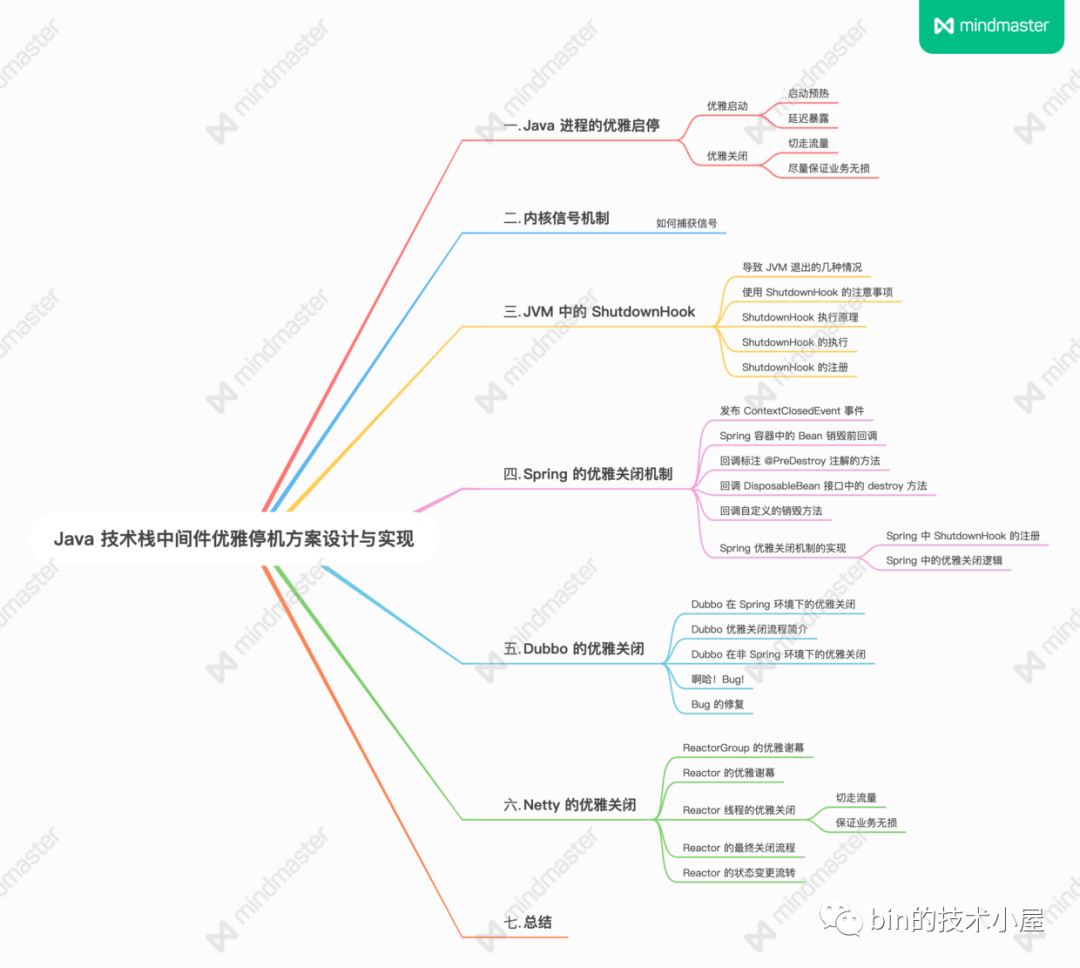 mindmaster
Java 技术栈中间件优雅停机方案设计与实现
一.Java 进程的优雅启停
优雅启动
启动预热
延迟暴露
优雅关闭
切走流量
尽量保证业务无损
二.内核信号机制
如何捕获信号
三.JVM 中的 ShutdownHook
导致 JVM 退出的几种情况
使用 ShutdownHook 的注意事项
ShutdownHook 执行原理
ShutdownHook 的执行
ShutdownHook 的注册
四.Spring 的优雅关闭机制
发布 ContextClosedEvent 事件
Spring 容器中的 Bean 销毁前回调
回调标注 @PreDestroy 注解的方法
回调 DisposableBean 接口中的 destroy 方法
回调自定义的销毁方法
Spring 优雅关闭机制的实现
Spring 中 ShutdownHook 的注册
Spring 中的优雅关闭逻辑
五.Dubbo 的优雅关闭
Dubbo 在 Spring 环境下的优雅关闭
Dubbo 优雅关闭流程简介
Dubbo 在非 Spring 环境下的优雅关闭
啊哈！Bug!
Bug 的修复
六.Netty 的优雅关闭
ReactorGroup 的优雅谢幕
Reactor 的优雅谢幕
Reactor 线程的优雅关闭
切走流量
保证业务无损
Reactor 的最终关闭流程
Reactor 的状态变更流转
七.总结
bin的技术小屋